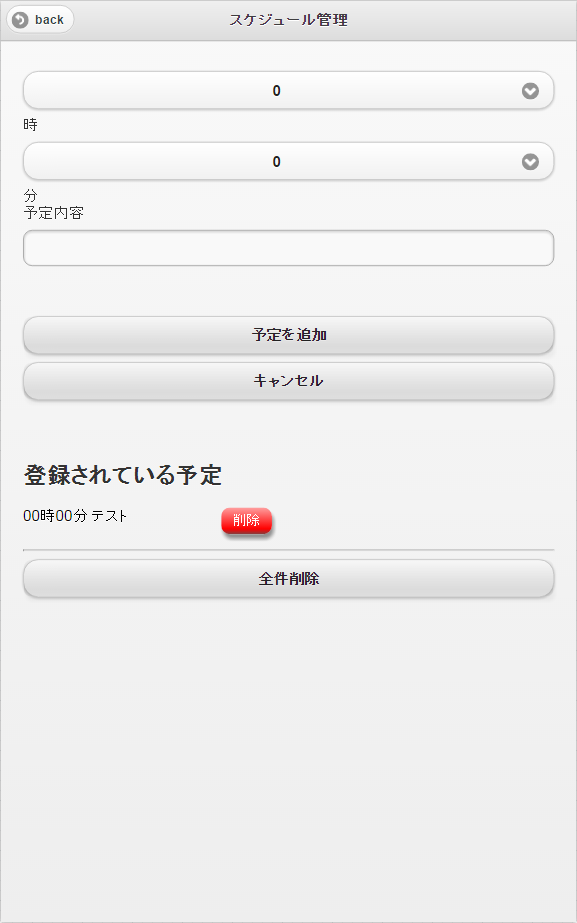 back
スケジュール管理
0
時
0
分
予定内容
予定を追加
キャンセル
登録されている予定
00時00分 テスト
削除
全件削除